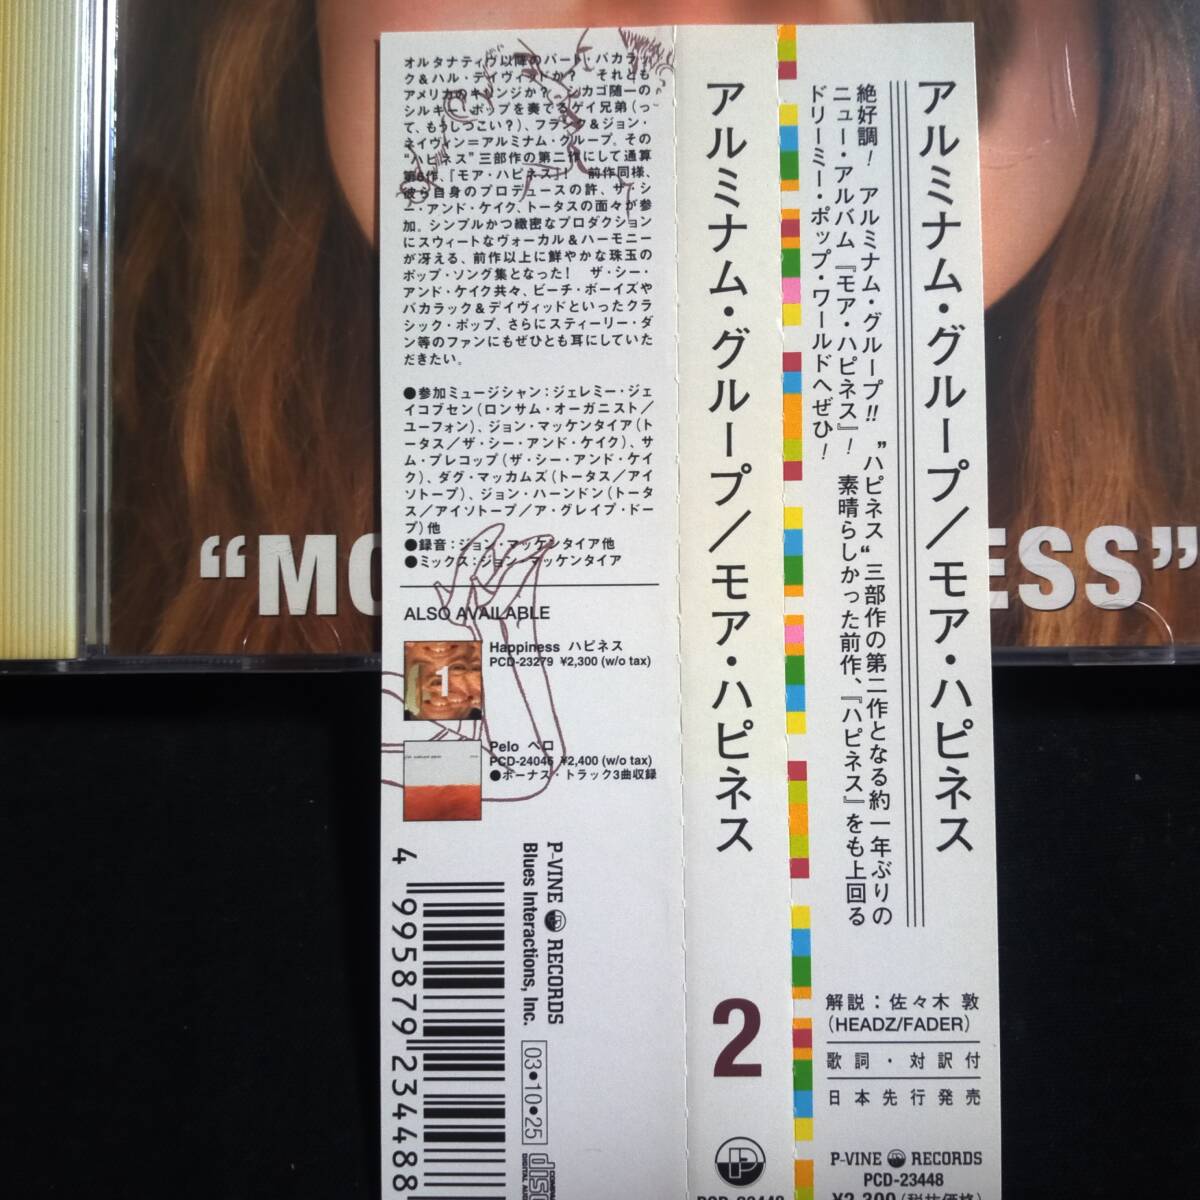 オルタナティヴ以降のバート・バカラッ
ク&ハル・デイヴィッドか? それとも
アメリカのキリンジか? シカゴ随一の
シルキー・ポップを奏でるゲイ兄弟(っ
て、もうしつこい?)、フランク&ジョン・
ネイヴィン=アルミナム・グループ。その
“ハピネス”三部作の第二作にして通算
第6作、『モア・ハピネス』! 前作同様、
彼ら自身のプロデュースの許、ザ・シ
ー・アンド・ケイク、トータスの面々が参
加。シンプルかつ緻密なプロダクション
にスウィートなヴォーカル&ハーモニー
が冴える、前作以上に鮮やかな珠玉の
ポップ・ソング集となった! ザ・シー・
アンド・ケイク共々、ビーチ・ボーイズや
バカラック&デイヴィッドといったクラ
シック・ポップ、さらにスティーリー・ダ
ン等のファンにもぜひとも耳にしていた
だきたい。
●参加ミュージシャン:ジェレミー・ジェ
イコブセン(ロンサム・オーガニスト/
ユーフォン)、ジョン・マッケンタイア(ト
ータス/ザ・シー・アンド・ケイク)、サ
ム・プレコップ(ザ・シー・アンド・ケイ
ク)、ダグ・マッカムズ(トータス/アイ
ソトープ)、ジョン・ハーンドン(トータ
ス/アイソトープ/ア・グレイプ・ドー
プ)他
●録音:ジョン・マッケンタイア他
●ミックス:ジョン・マッケンタイア
ALSO AVAILABLE
1
Happiness ハピネス
PCD-23279 ¥2,300 (w/o tax)
Pelo ペロ
PCD-24046 ¥2,400 (w/o tax)
●ボーナス・トラック3曲収録
P-VINE RECORDS
Blues Interactions, Inc.
03・10・25
COMPACT
disc
DIGITAL AUDIO
4 995879 234488
アルミナム・グループ/モア・ハピネス
2
PCD-23448
アルミナム・グループ/モア・ハピネス
絶好調! アルミナム・グループ!! “ハピネス“三部作の第二作となる約一年ぶりの
ニュー・アルバム『モア・ハピネス』! 素晴らしかった前作、『ハピネス』をも上回る
ドリーミー・ポップ・ワールドへぜひ!
解説:佐々木 敦
(HEADZ/FADER)
歌詞・対訳付
日本先行発売
P-VINE RECORDS
PCD-23448
¥2,300(税抜価格)
“MO ESS”